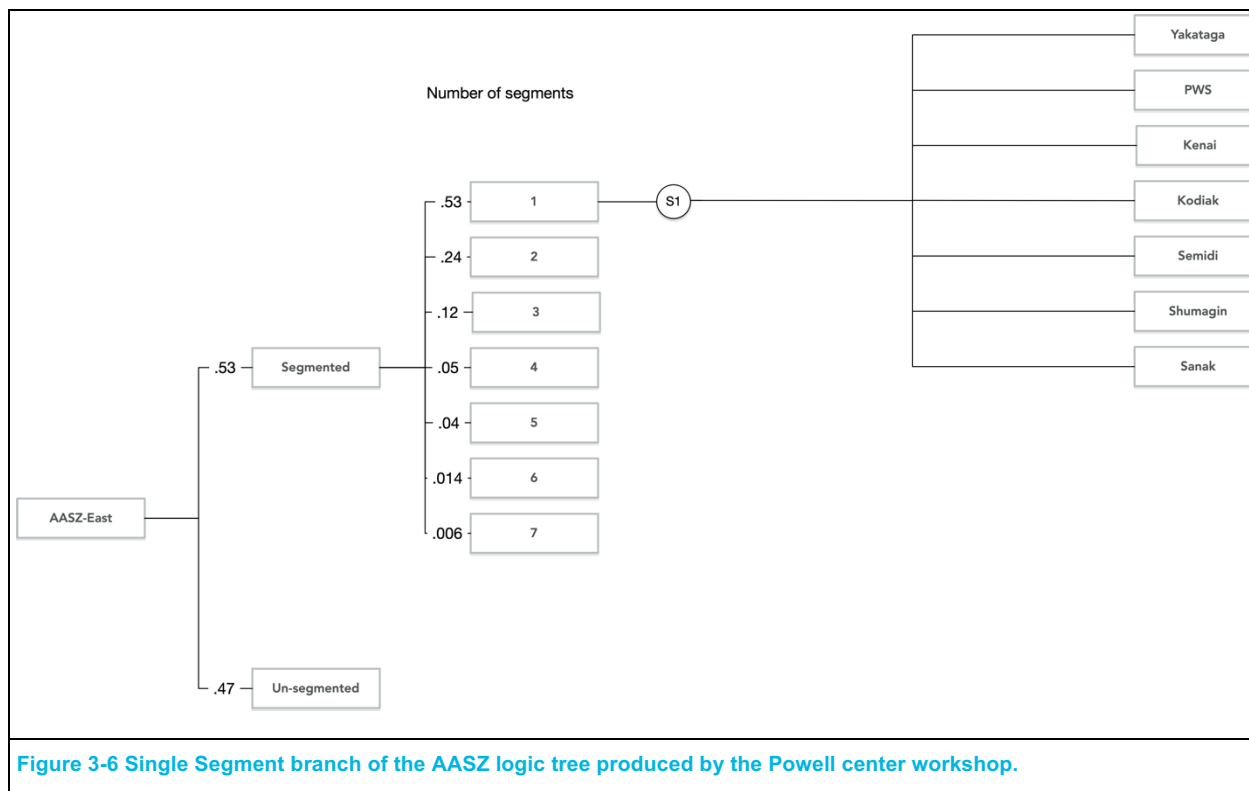 Yakataga
Number of segments
PWS
Kenai
.53
1
S1
Kodiak
.24
2
Semidi
.12
3
Shumagin
.53
Segmented
.05
4
Sanak
.04
5
.014
6
AASZ-East
.006
7
.47
Un-segmented
Figure 3-6 Single Segment branch of the AASZ logic tree produced by the Powell center workshop.